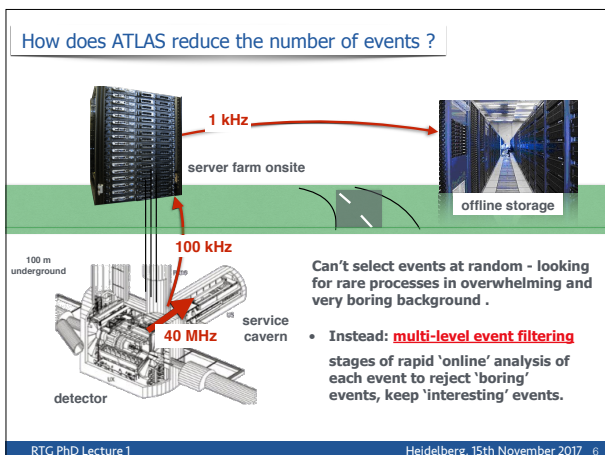 How does ATLAS reduce the number of events ?
1 kHz
server farm onsite
offline storage
100 m
underground
100 kHz
service
cavern
40 MHz
detector
Can't select events at random - looking
for rare processes in overwhelming and
very boring background .
• Instead: multi-level event filtering
stages of rapid 'online' analysis of
each event to reject 'boring'
events, keep 'interesting' events.
RTG PhD Lecture 1
Heidelberg, 15th November 2017 6